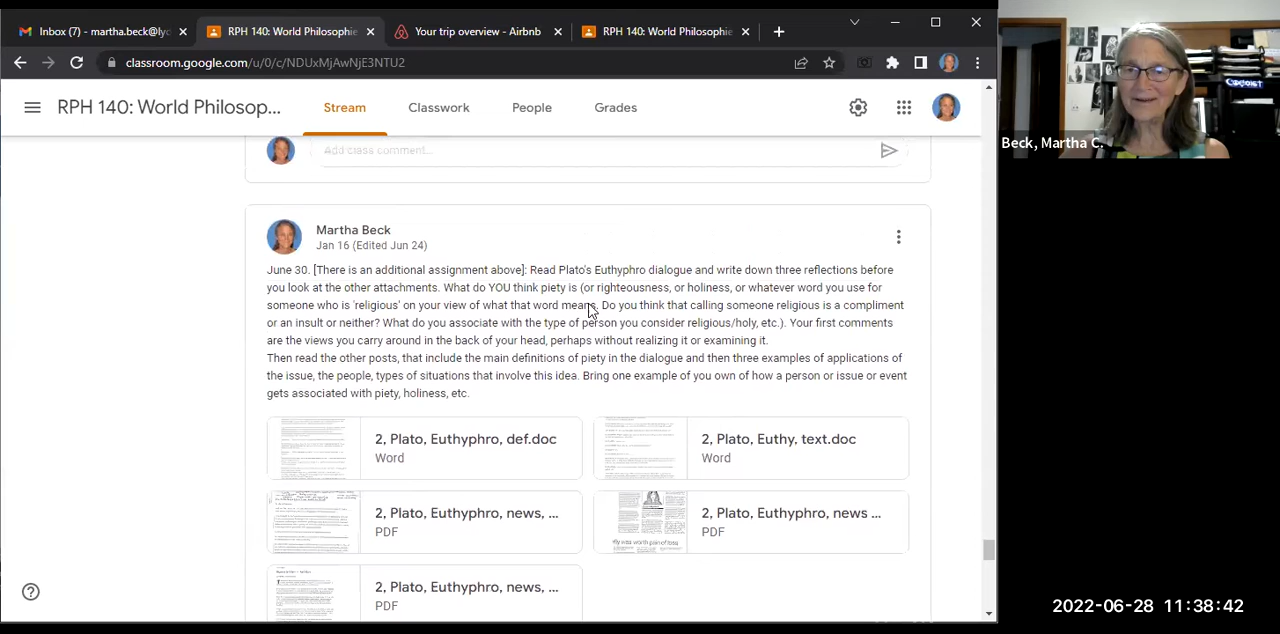 Inbox (7) - martha.beck@lyo
RPH 140: World Philosophie
Your trip overview - Airbnb
RPH 140: World Philosophie
classroom.google.com/u/0/c/NDUxMjAwNjE3NTU2
RPH 140: World Philosop...
Stream
Classwork
People
Grades
Add class comment...
Martha Beck
Jan 16 (Edited Jun 24)
June 30. [There is an additional assignment above]: Read Plato's Euthyphro dialogue and write down three reflections before
you look at the other attachments. What do YOU think piety is (or righteousness, or holiness, or whatever word you use for
someone who is 'religious' on your view of what that word means. Do you think that calling someone religious is a compliment
or an insult or neither? What do you associate with the type of person you consider religious/holy, etc.). Your first comments
are the views you carry around in the back of your head, perhaps without realizing it or examining it.
Then read the other posts, that include the main definitions of piety in the dialogue and then three examples of applications of
the issue, the people, types of situations that involve this idea. Bring one example of you own of how a person or issue or event
gets associated with piety, holiness, etc.
2, Plato, Euthyphro, def.doc
Word
2, Plato, Euthy. text.doc
Word
2, Plato, Euthyphro, news, ...
PDF
2, Plato, Euthyphro, news ...
PDF
2, Plato, Euthyphro, news, ...
PDF
Beck, Martha C.
2022-06-28 11:38:42